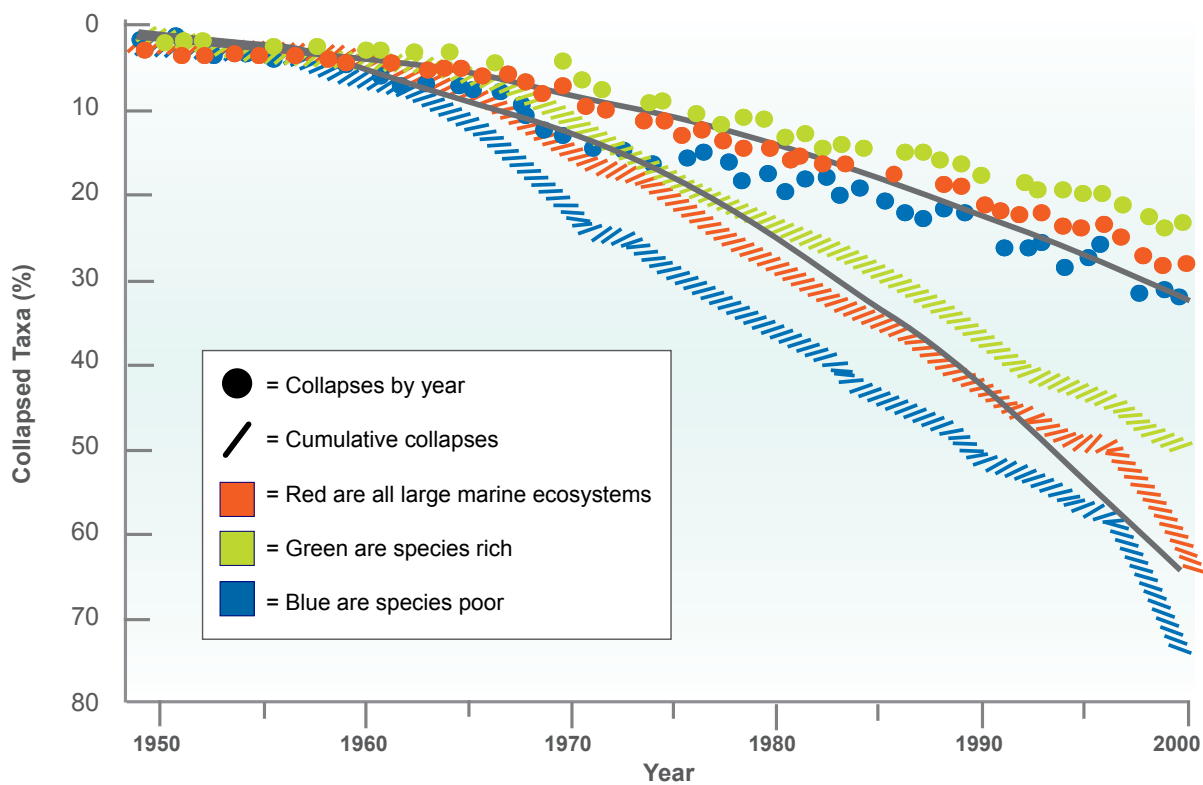 0
10
20
30
40
50
60
70
80
Collapsed Taxa (%)
= Collapses by year
= Cumulative collapses
= Red are all large marine ecosystems
= Green are species rich
= Blue are species poor
1950 1960 1970 1980 1990 2000
Year